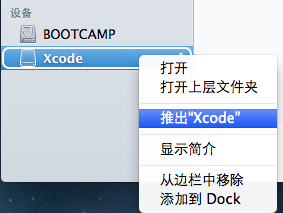 设备
BOOTCAMP
Xcode
打开
打开上层文件夹
推出“Xcode”
显示简介
从边栏中移除
添加到 Dock